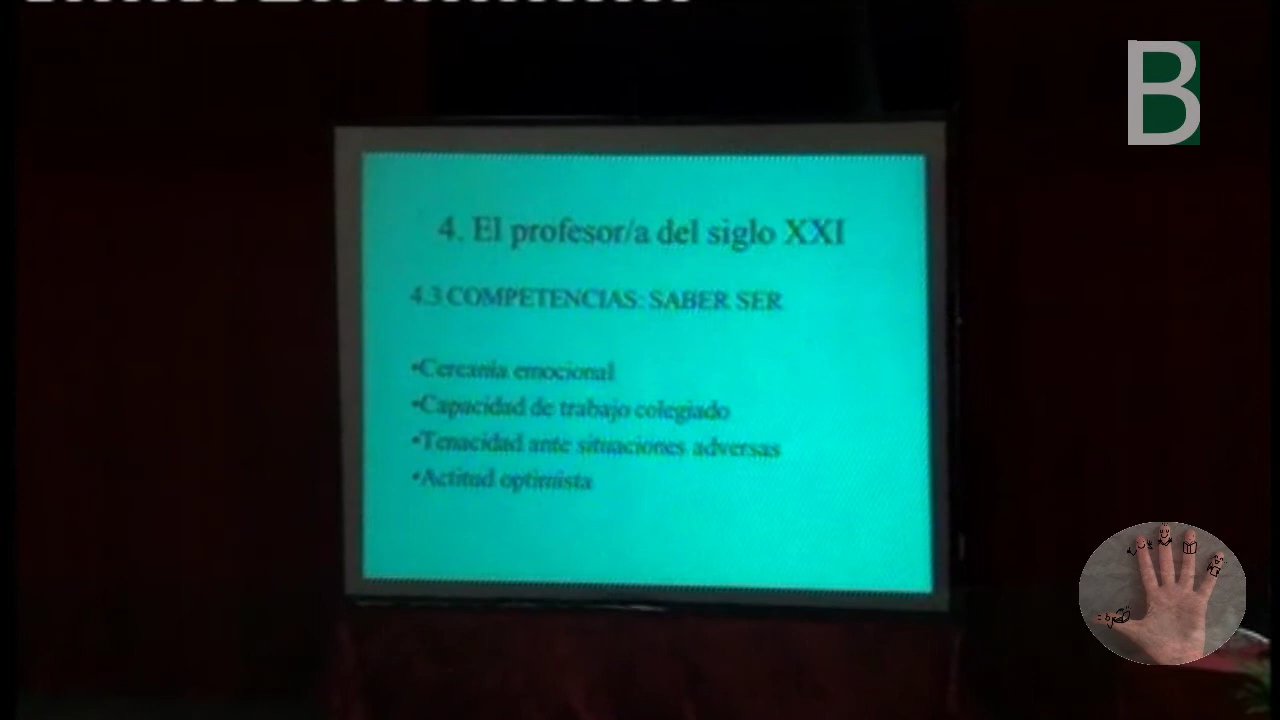 B
4. El profesor/a del siglo XXI
4.3 COMPETENCIAS: SABER SER
•Cercanía emocional
•Capacidad de trabajo colegiado
•Tenacidad ante situaciones adversas
•Actitud optimista